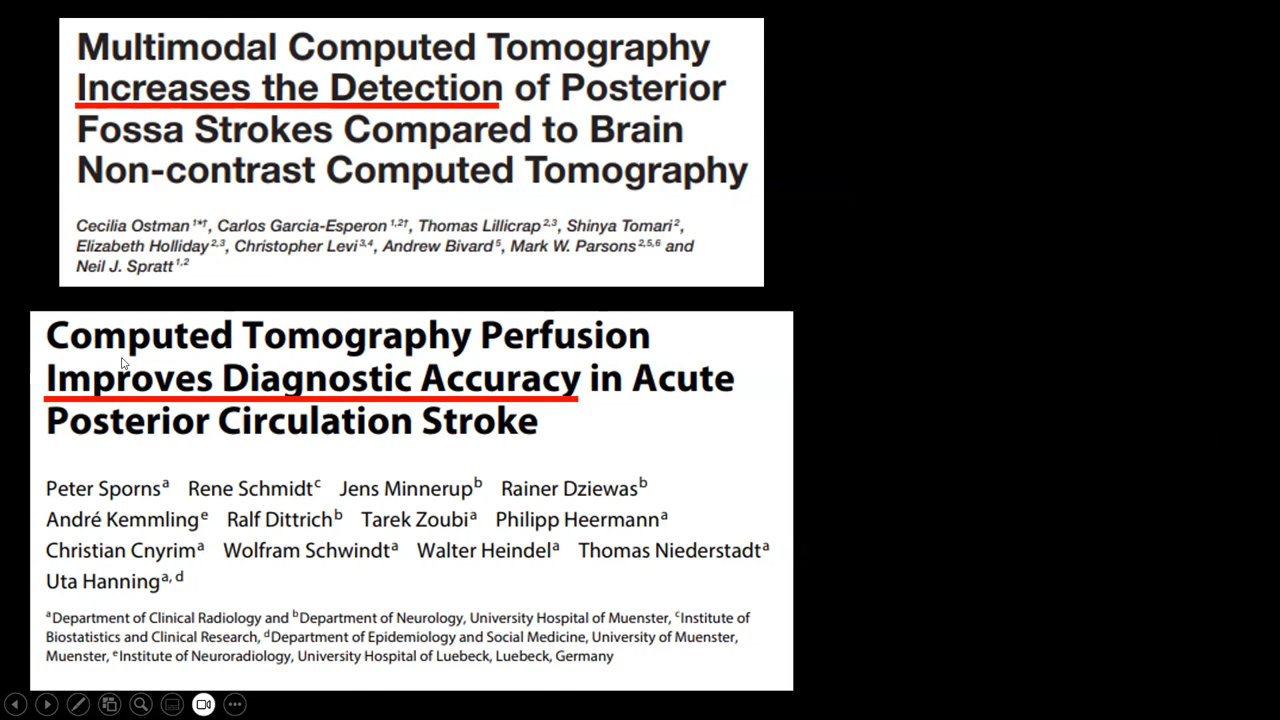 Multimodal Computed Tomography
Increases the Detection of Posterior
Fossa Strokes Compared to Brain
Non-contrast Computed Tomography
Cecilia Ostman 1*†, Carlos Garcia-Esperon 1,2†, Thomas Lillicrap 2,3, Shinya Tomari 2,
Elizabeth Holliday 2,3, Christopher Levi 3,4, Andrew Bivard 5, Mark W. Parsons 2,5,6 and
Neil J. Spratt 1,2
Computed Tomography Perfusion
Improves Diagnostic Accuracy in Acute
Posterior Circulation Stroke
Peter Sporns a Rene Schmidt c Jens Minnerup b Rainer Dziewas b
André Kemmling e Ralf Dittrich b Tarek Zoubi a Philipp Heermann a
Christian Cnyrim a Wolfram Schwindt a Walter Heindel a Thomas Niederstadt a
Uta Hanning a, d
a Department of Clinical Radiology and b Department of Neurology, University Hospital of Muenster, c Institute of
Biostatistics and Clinical Research, d Department of Epidemiology and Social Medicine, University of Muenster,
Muenster, e Institute of Neuroradiology, University Hospital of Luebeck, Luebeck, Germany